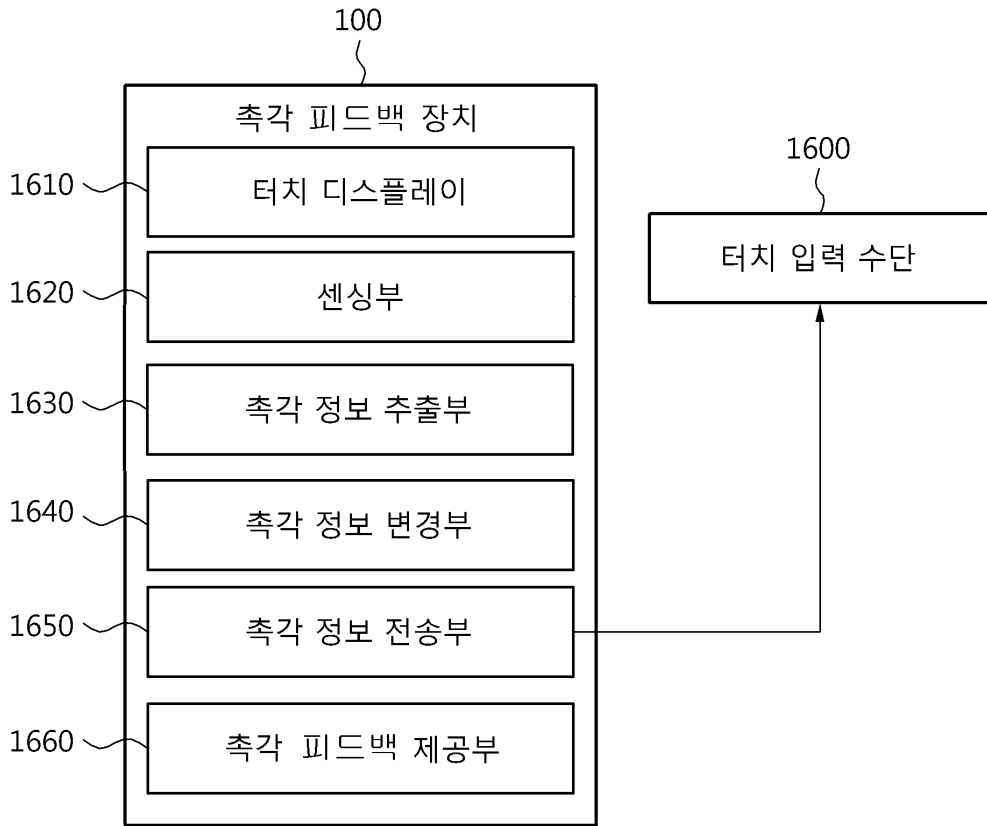 100
촉각 피드백 장치
1610
터치 디스플레이
1600
터치 입력 수단
1620
센싱부
1630
촉각 정보 추출부
1640
촉각 정보 변경부
1650
촉각 정보 전송부
1660
촉각 피드백 제공부